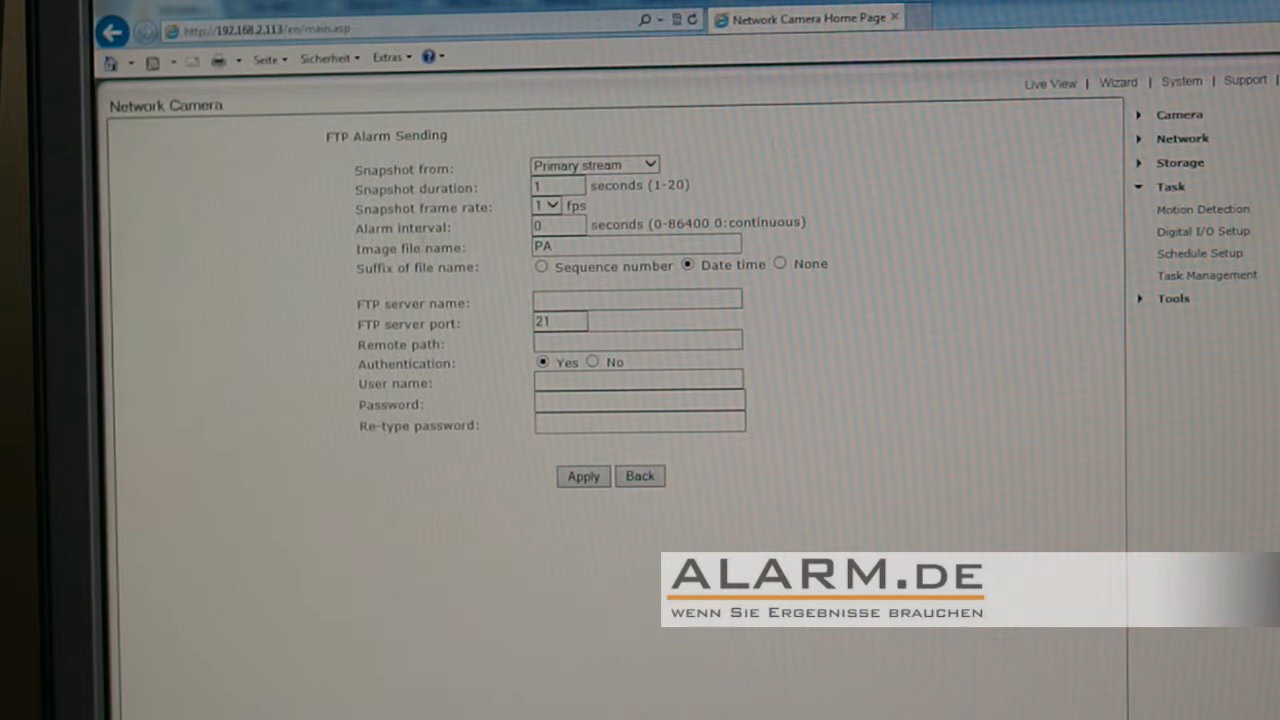 http://192.168.2.113/en/main.asp
Network Camera Home Page
Seite Sicherheit Extras
Live View | Wizard | System | Support |
Network Camera
FTP Alarm Sending
Snapshot from: Primary stream
Snapshot duration: 1 seconds (1-20)
Snapshot frame rate: 1 fps
Alarm interval: 0 seconds (0-86400 0:continuous)
Image file name: PA
Suffix of file name: Sequence number Date time None
FTP server name:
FTP server port: 21
Remote path:
Authentication: Yes No
User name:
Password:
Re-type password:
Apply Back
Camera
Network
Storage
Task
Motion Detection
Digital I/O Setup
Schedule Setup
Task Management
Tools
ALARM.DE
WENN SIE ERGEBNISSE BRAUCHEN